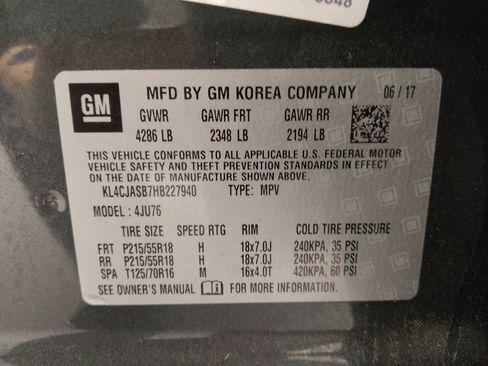 GM
MFD BY GM KOREA COMPANY 06 / 17
GVWR GAWR FRT GAWR RR
4286 LB 2348 LB 2194 LB
THIS VEHICLE CONFORMS TO ALL APPLICABLE U.S. FEDERAL MOTOR
VEHICLE SAFETY AND THEFT PREVENTION STANDARDS IN EFFECT
ON THE DATE OF MANUFACTURE SHOWN ABOVE.
KL4CJASB7HB227940 TYPE: MPV
MODEL : 4JU76
TIRE SIZE SPEED RTG RIM COLD TIRE PRESSURE
FRT P215/55R18 H 18x7.0J 240KPA, 35 PSI
RR P215/55R18 H 18x7.0J 240KPA, 35 PSI
SPA T125/70R16 M 16x4.0T 420KPA, 60 PSI
SEE OWNER'S MANUAL i FOR MORE INFORMATION.